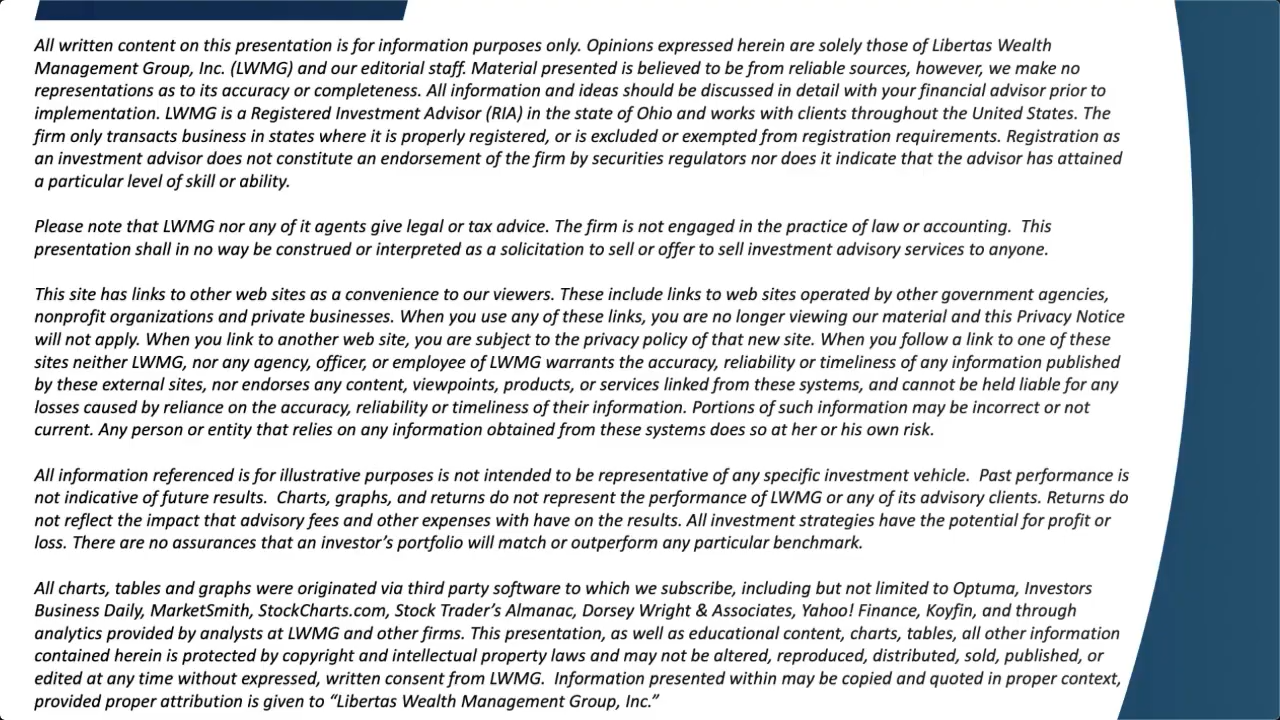 All written content on this presentation is for information purposes only. Opinions expressed herein are solely those of Libertas Wealth
Management Group, Inc. (LWMG) and our editorial staff. Material presented is believed to be from reliable sources, however, we make no
representations as to its accuracy or completeness. All information and ideas should be discussed in detail with your financial advisor prior to
implementation. LWMG is a Registered Investment Advisor (RIA) in the state of Ohio and works with clients throughout the United States. The
firm only transacts business in states where it is properly registered, or is excluded or exempted from registration requirements. Registration as
an investment advisor does not constitute an endorsement of the firm by securities regulators nor does it indicate that the advisor has attained
a particular level of skill or ability.
Please note that LWMG nor any of it agents give legal or tax advice. The firm is not engaged in the practice of law or accounting.  This
presentation shall in no way be construed or interpreted as a solicitation to sell or offer to sell investment advisory services to anyone.
This site has links to other web sites as a convenience to our viewers. These include links to web sites operated by other government agencies,
nonprofit organizations and private businesses. When you use any of these links, you are no longer viewing our material and this Privacy Notice
will not apply. When you link to another web site, you are subject to the privacy policy of that new site. When you follow a link to one of these
sites neither LWMG, nor any agency, officer, or employee of LWMG warrants the accuracy, reliability or timeliness of any information published
by these external sites, nor endorses any content, viewpoints, products, or services linked from these systems, and cannot be held liable for any
losses caused by reliance on the accuracy, reliability or timeliness of their information. Portions of such information may be incorrect or not
current. Any person or entity that relies on any information obtained from these systems does so at her or his own risk.
All information referenced is for illustrative purposes is not intended to be representative of any specific investment vehicle.  Past performance is
not indicative of future results.  Charts, graphs, and returns do not represent the performance of LWMG or any of its advisory clients. Returns do
not reflect the impact that advisory fees and other expenses with have on the results. All investment strategies have the potential for profit or
loss. There are no assurances that an investor’s portfolio will match or outperform any particular benchmark.
All charts, tables and graphs were originated via third party software to which we subscribe, including but not limited to Optuma, Investors
Business Daily, MarketSmith, StockCharts.com, Stock Trader’s Almanac, Dorsey Wright & Associates, Yahoo! Finance, Koyfin, and through
analytics provided by analysts at LWMG and other firms. This presentation, as well as educational content, charts, tables, all other information
contained herein is protected by copyright and intellectual property laws and may not be altered, reproduced, distributed, sold, published, or
edited at any time without expressed, written consent from LWMG.  Information presented within may be copied and quoted in proper context,
provided proper attribution is given to “Libertas Wealth Management Group, Inc.”